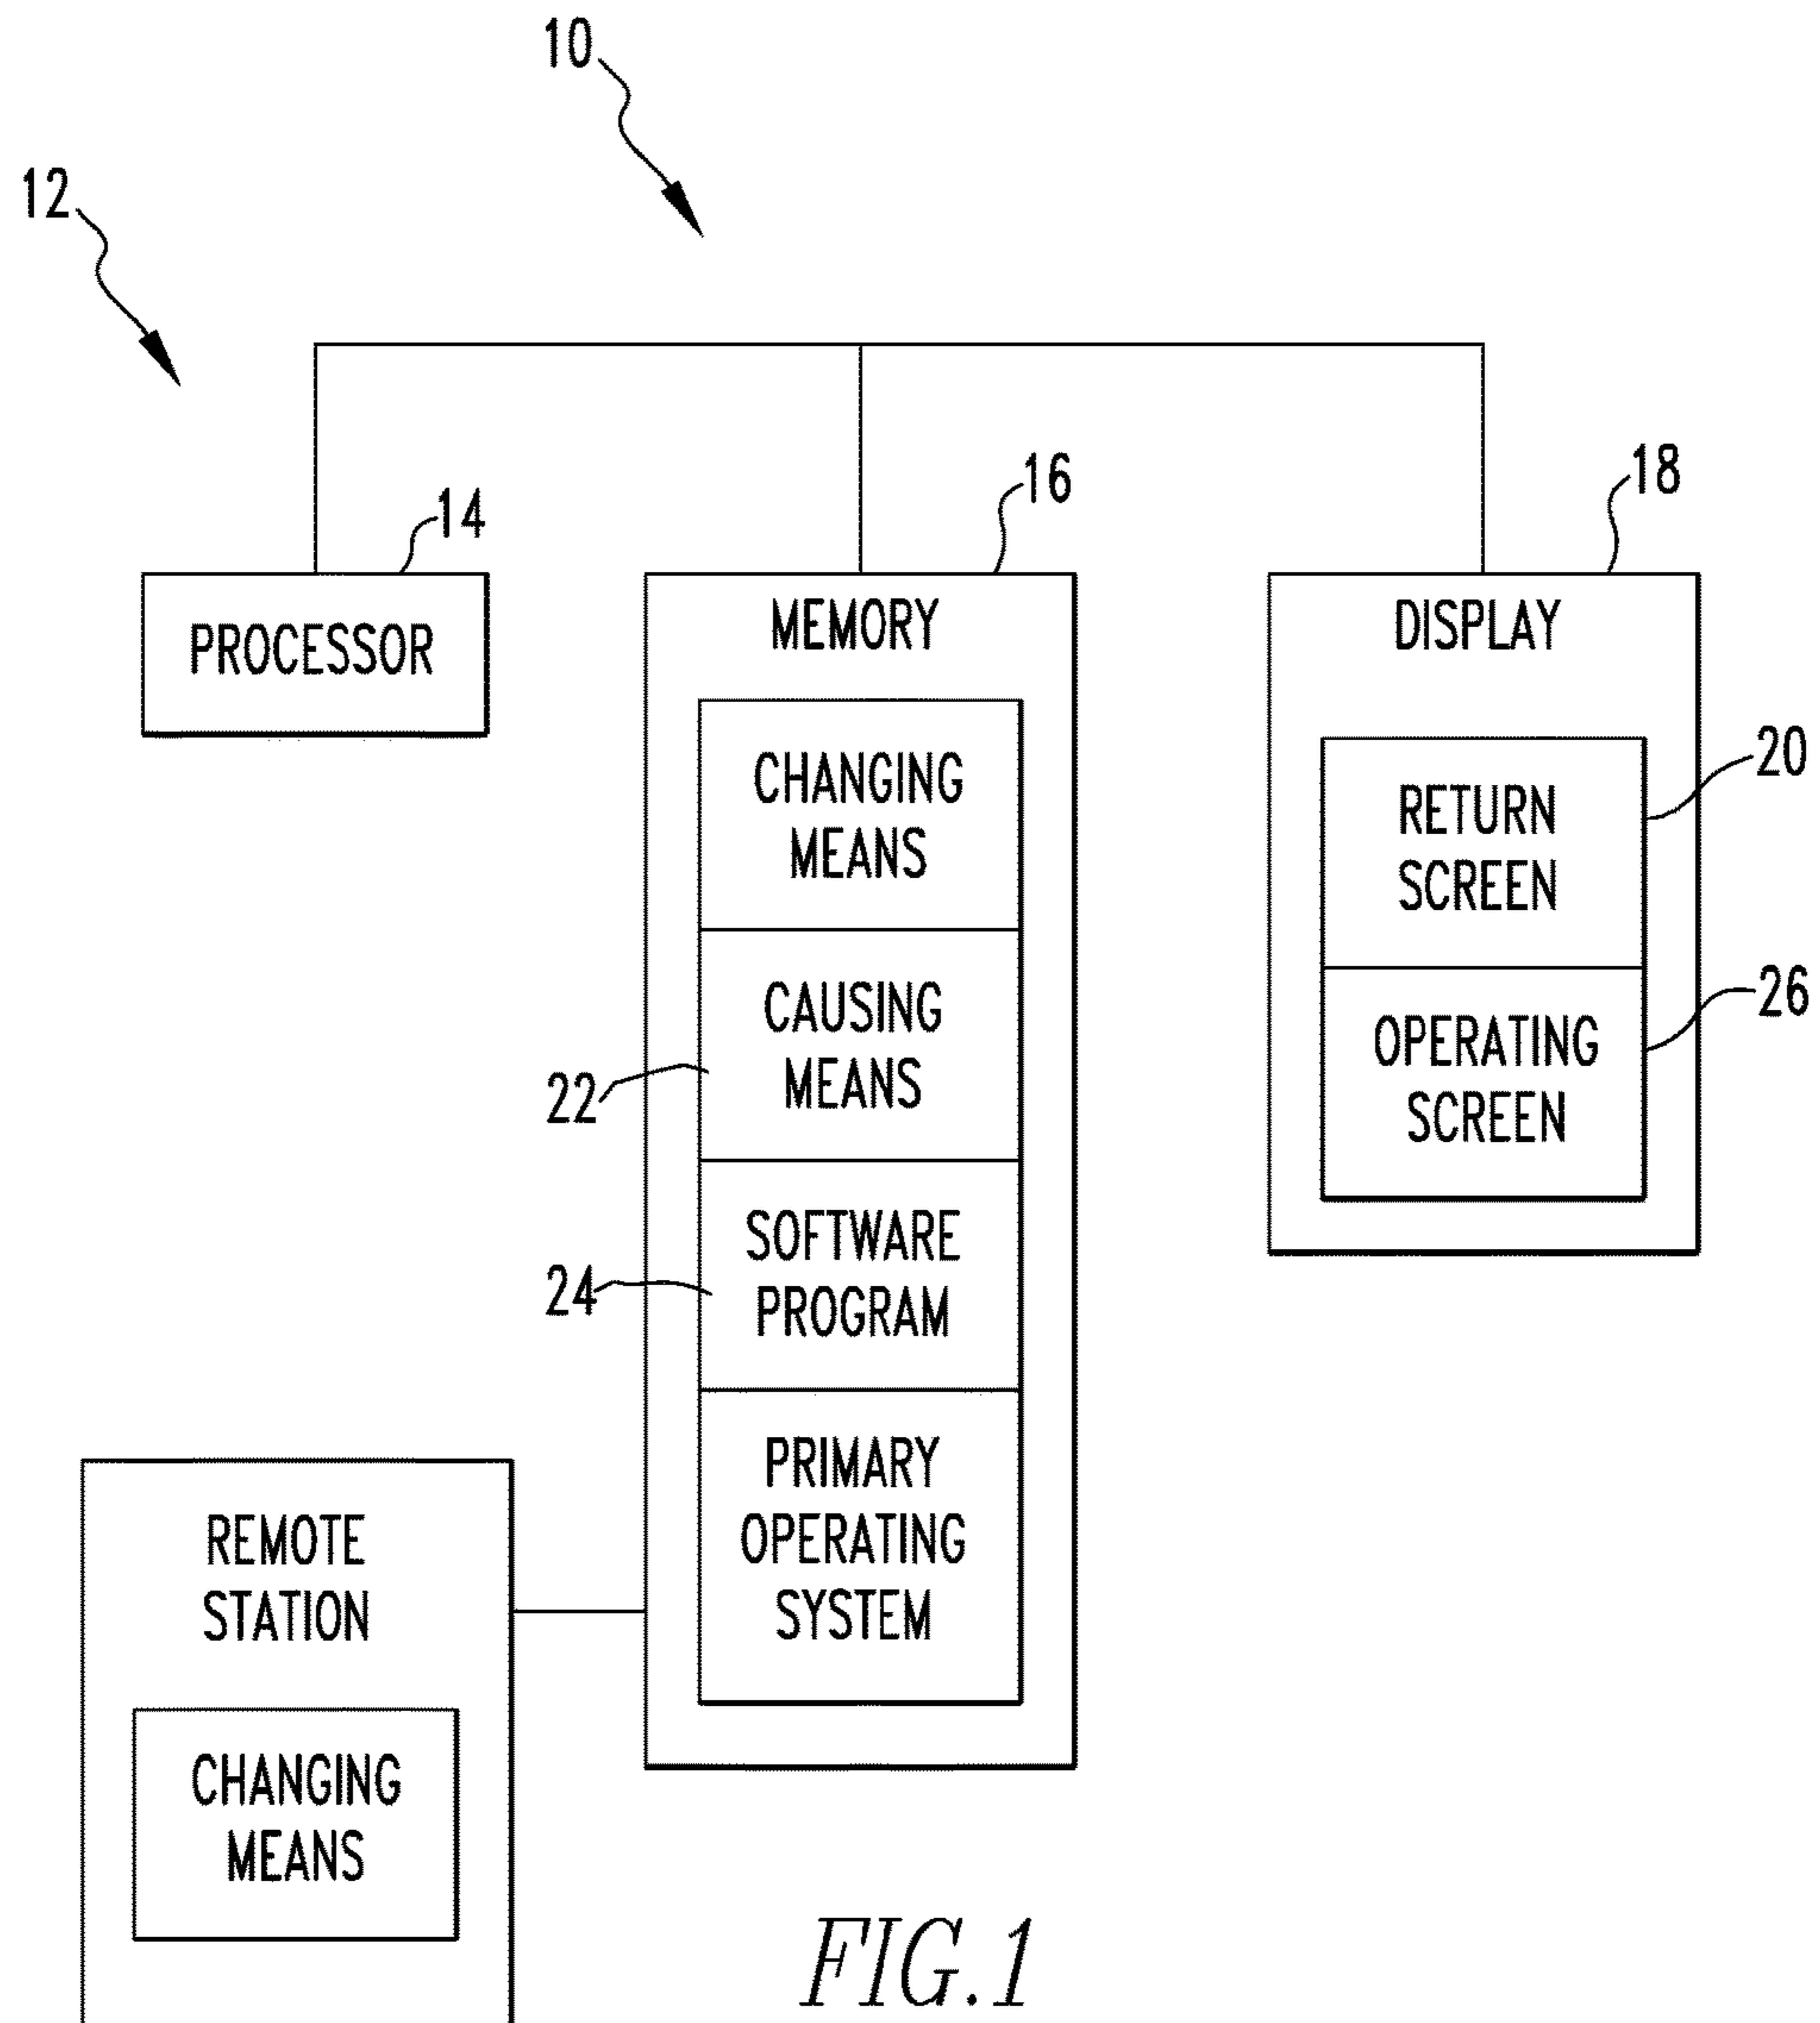 10
12
14
16
18
PROCESSOR
MEMORY
CHANGING
MEANS
CAUSING
MEANS
22
SOFTWARE
PROGRAM
24
PRIMARY
OPERATING
SYSTEM
DISPLAY
RETURN
SCREEN
20
OPERATING
SCREEN
26
REMOTE
STATION
CHANGING
MEANS
FIG.1